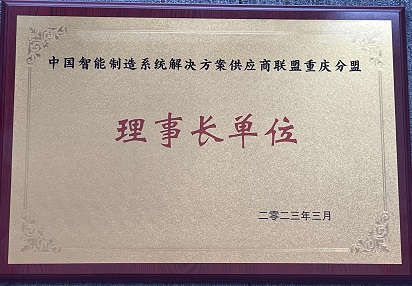 中国智能制造系统解决方案供应商联盟重庆分盟
理事长单位
二零二三年三月